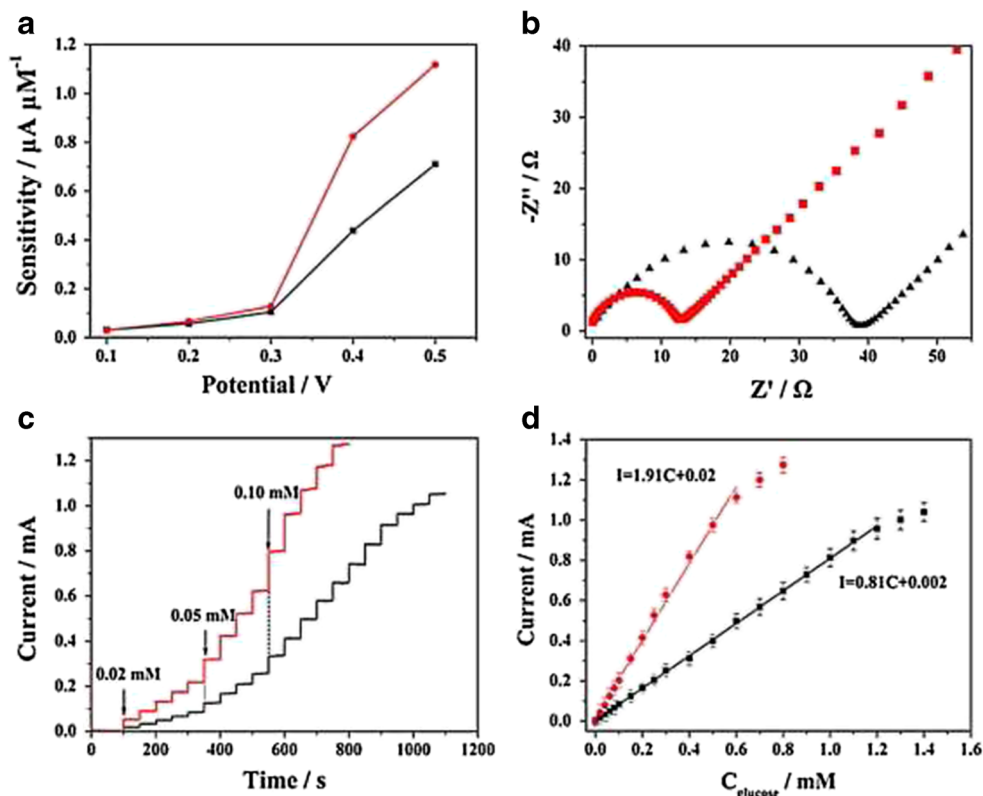 a
1.2
1.0
0.8
0.6
0.4
0.2
0.0
0.1 0.2 0.3 0.4 0.5
Sensitivity / μA μM⁻¹
Potential / V
b
40
30
20
10
0
0 10 20 30 40 50
-Z'' / Ω
Z' / Ω
c
1.2
1.0
0.8
0.6
0.4
0.2
0.0
0 200 400 600 800 1000 1200
0.02 mM
0.05 mM
0.10 mM
Current / mA
Time / s
d
1.4
1.2
1.0
0.8
0.6
0.4
0.2
0.0
0.0 0.2 0.4 0.6 0.8 1.0 1.2 1.4 1.6
I=1.91C+0.02
I=0.81C+0.002
Current / mA
C glucose / mM